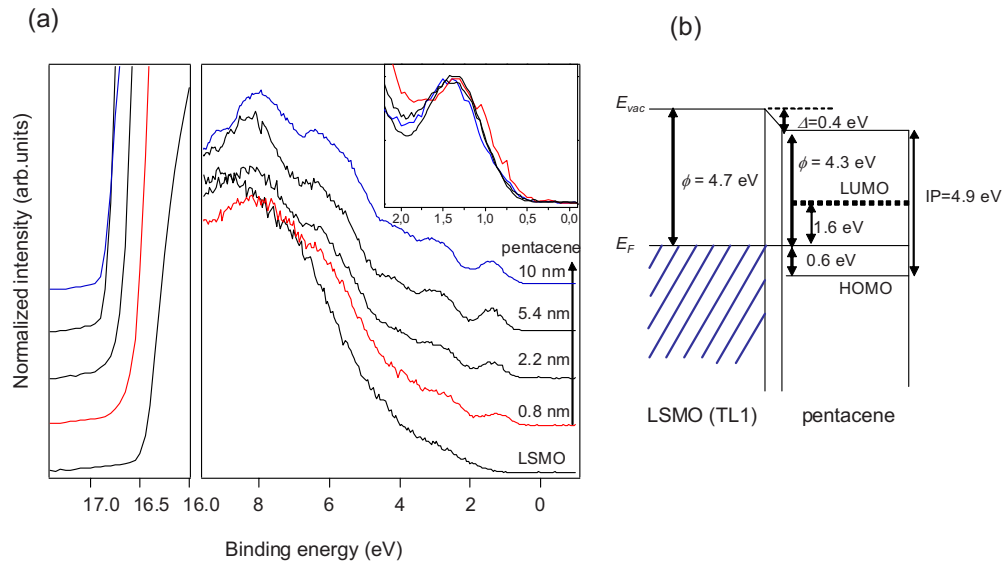 (a)
Normalized intensity (arb.units)
2,0 1,5 1,0 0,5 0,0
pentacene
10 nm
5.4 nm
2.2 nm
0.8 nm
LSMO
17.0 16.5 16.0 8 6 4 2 0
Binding energy (eV)
(b)
Evac
Δ=0.4 eV
ϕ = 4.7 eV
ϕ = 4.3 eV
LUMO
IP=4.9 eV
1.6 eV
EF
0.6 eV
HOMO
LSMO (TL1) pentacene